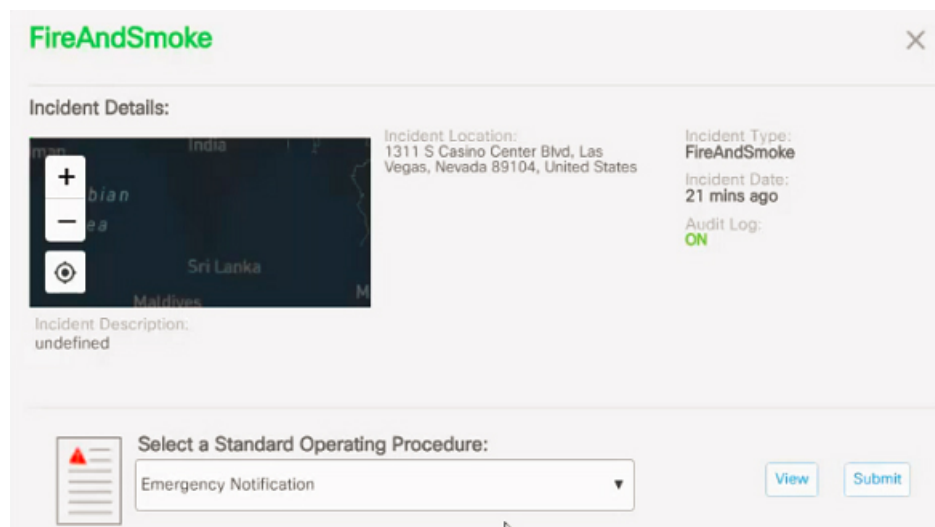 FireAndSmoke
Incident Details:
India
bian
ea
Sri Lanka
Maldives
M
Incident Location:
1311 S Casino Center Blvd, Las
Vegas, Nevada 89104, United States
Incident Type:
FireAndSmoke
Incident Date:
21 mins ago
Audit Log:
ON
Incident Description:
undefined
Select a Standard Operating Procedure:
Emergency Notification
View
Submit